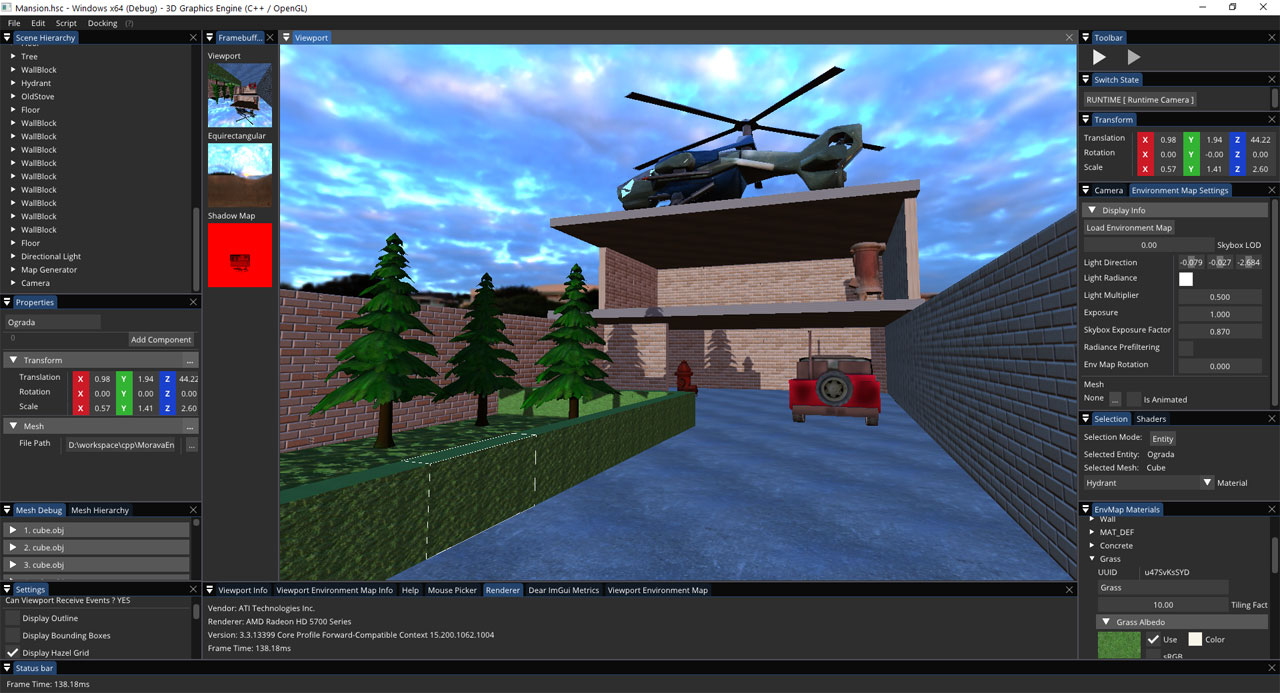 Mansion.hsc - Windows x64 (Debug) - 3D Graphics Engine (C++ / OpenGL)
File Edit Script Docking (?)
Scene Hierarchy
Tree
WallBlock
Hydrant
OldStove
Floor
WallBlock
WallBlock
WallBlock
WallBlock
WallBlock
WallBlock
WallBlock
WallBlock
WallBlock
Floor
Directional Light
Map Generator
Camera
Properties
Ograda
0
Add Component
Transform ...
Translation X 0.98 Y 1.94 Z 44.22
Rotation X 0.00 Y 0.00 Z 0.00
Scale X 0.57 Y 1.41 Z 2.60
Mesh ...
File Path D:\workspace\cpp\MoravaEn ...
Mesh Debug Mesh Hierarchy
1. cube.obj
2. cube.obj
3. cube.obj
Settings
Can Viewport Receive Events ? YES
Display Outline
Display Bounding Boxes
Display Hazel Grid
Framebuff...
Viewport
Equirectangular
Shadow Map
Viewport
Viewport Info Viewport Environment Map Info Help Mouse Picker Renderer Dear ImGui Metrics Viewport Environment Map
Vendor: ATI Technologies Inc.
Renderer: AMD Radeon HD 5700 Series
Version: 3.3.13399 Core Profile Forward-Compatible Context 15.200.1062.1004
Frame Time: 138.18ms
Toolbar
Switch State
RUNTIME [ Runtime Camera ]
Transform
Translation X 0.98 Y 1.94 Z 44.22
Rotation X 0.00 Y -0.00 Z 0.00
Scale X 0.57 Y 1.41 Z 2.60
Camera Environment Map Settings
Display Info
Load Environment Map
0.00 Skybox LOD
Light Direction -0.079 -0.027 -2.684
Light Radiance
Light Multiplier 0.500
Exposure 1.000
Skybox Exposure Factor 0.870
Radiance Prefiltering
Env Map Rotation 0.000
Mesh
None ... Is Animated
Selection Shaders
Selection Mode: Entity
Selected Entity: Ograda
Selected Mesh: Cube
Hydrant Material
EnvMap Materials
Wall
MAT_DEF
Concrete
Grass
UUID u47SvKsSYD
Grass
10.00 Tiling Fact
Grass Albedo
Use Color
sRGB
Status bar
Frame Time: 138.18ms